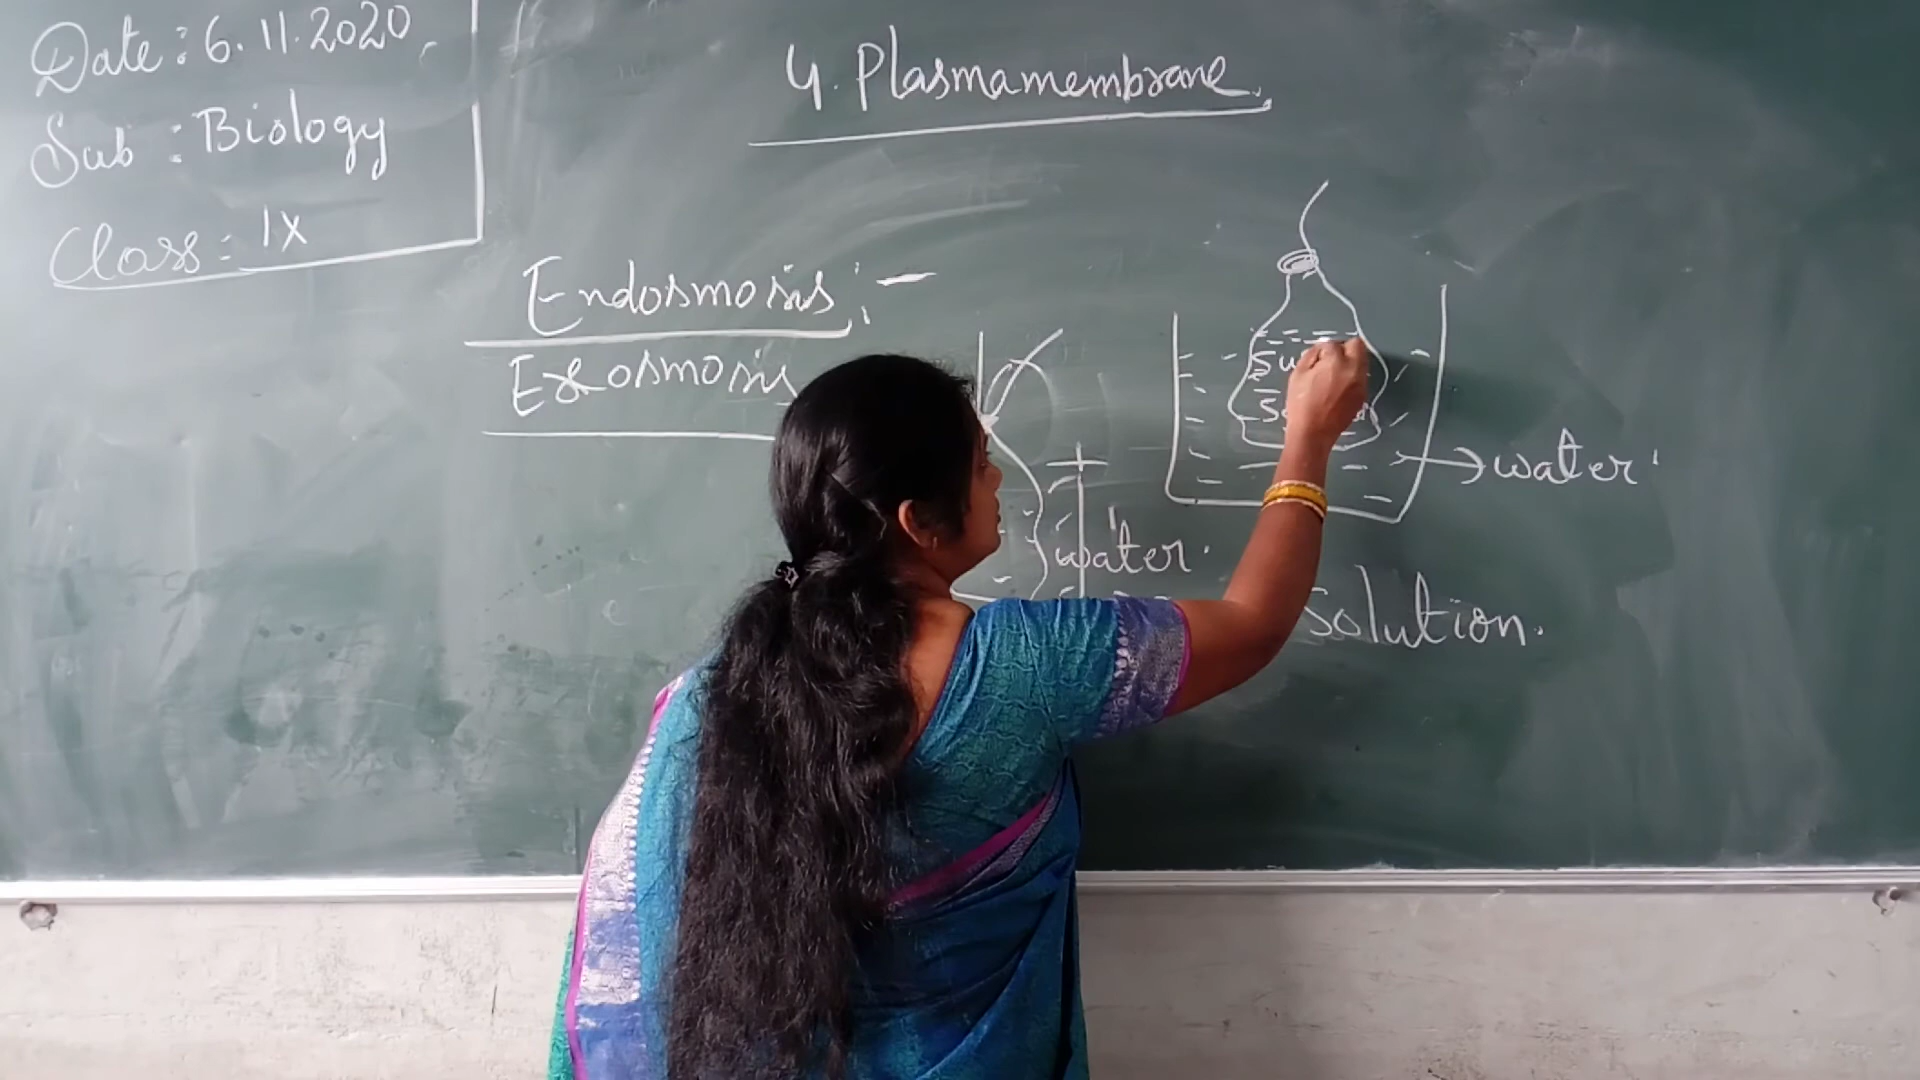 Date : 6.11.2020
Sub : Biology
Class : IX
4. Plasmamembrane
Endosmosis : -
Exosmosis
water
water
Solution.